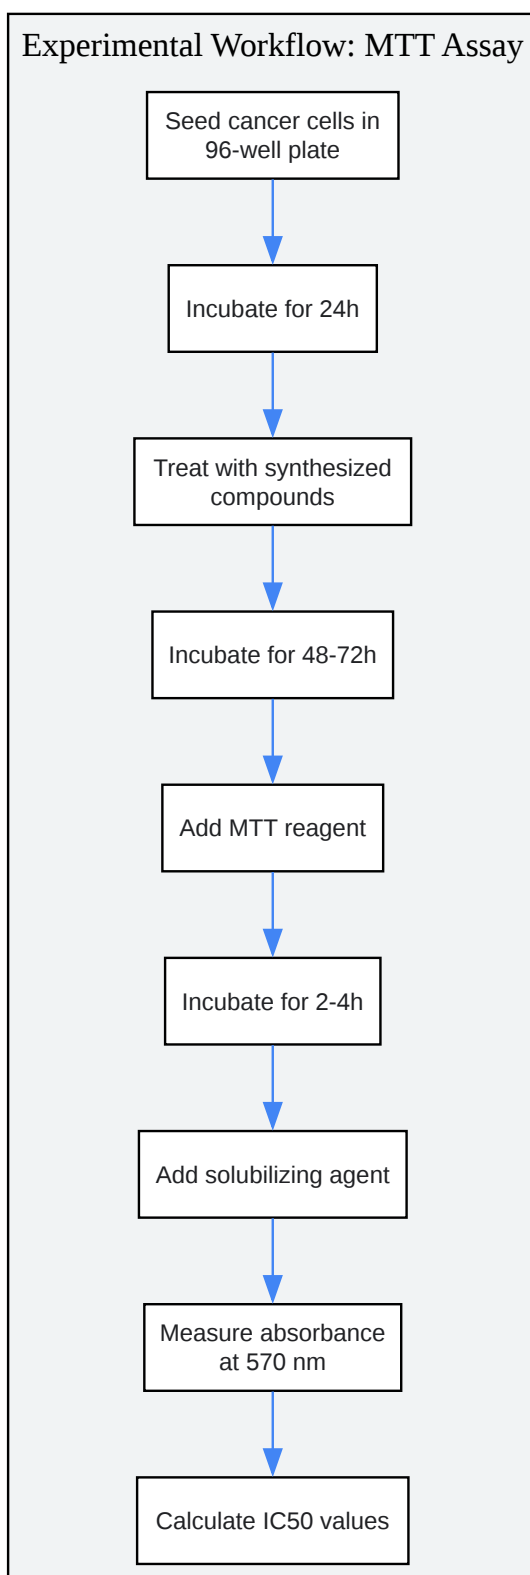 Experimental Workflow: MTT Assay
Seed cancer cells in
96-well plate
Incubate for 24h
Treat with synthesized
compounds
Incubate for 48-72h
Add MTT reagent
Incubate for 2-4h
Add solubilizing agent
Measure absorbance
at 570 nm
Calculate IC50 values